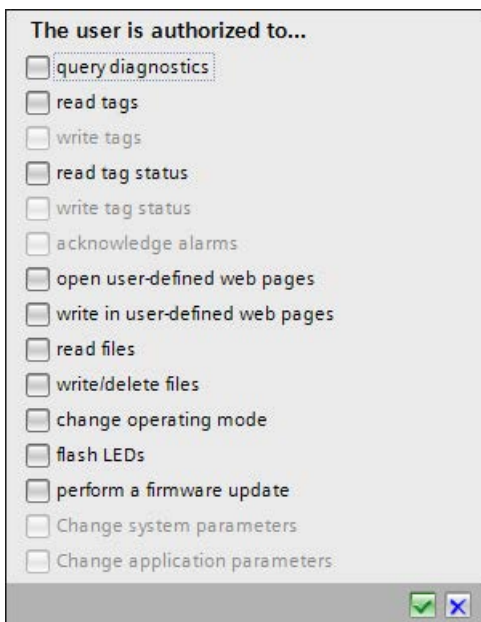 The user is authorized to...
query diagnostics
read tags
write tags
read tag status
write tag status
acknowledge alarms
open user-defined web pages
write in user-defined web pages
read files
write/delete files
change operating mode
flash LEDs
perform a firmware update
Change system parameters
Change application parameters